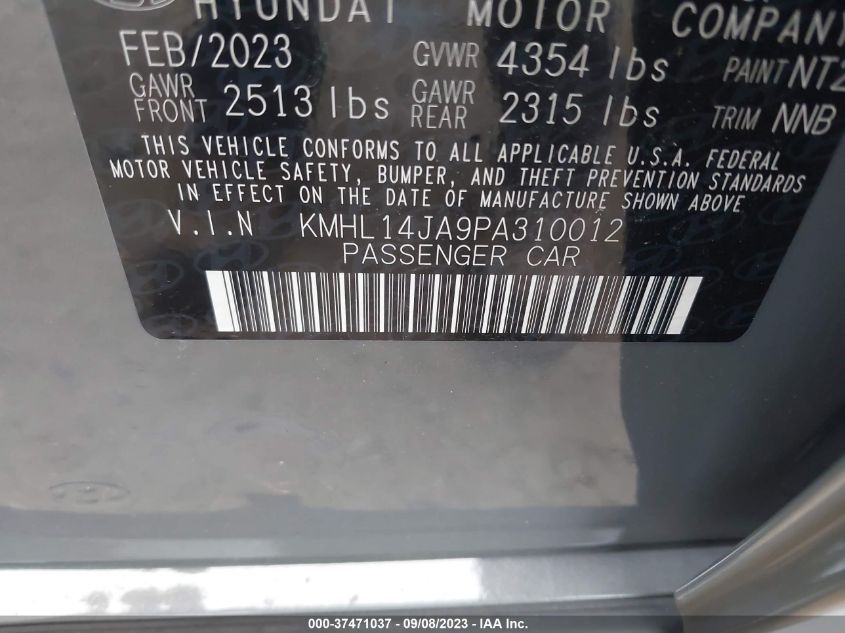 HYUNDAI MOTOR COMPANY
FEB/2023 GVWR 4354 lbs PAINT NT2
GAWR FRONT 2513 lbs GAWR REAR 2315 lbs TRIM NNB
THIS VEHICLE CONFORMS TO ALL APPLICABLE U.S.A. FEDERAL
MOTOR VEHICLE SAFETY, BUMPER, AND THEFT PREVENTION STANDARDS
IN EFFECT ON THE DATE OF MANUFACTURE SHOWN ABOVE
V.I.N KMHL14JA9PA310012
PASSENGER CAR
000-37471037 - 09/08/2023 - IAA Inc.